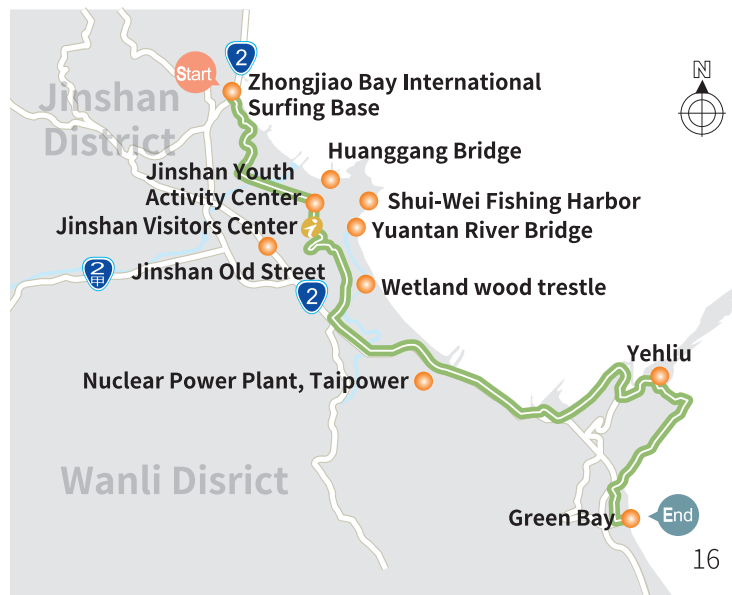 2
Start
Zhongjiao Bay International
Surfing Base
N
Jinshan
District
Huanggang Bridge
Jinshan Youth
Activity Center
Shui-Wei Fishing Harbor
Jinshan Visitors Center
i
Yuantan River Bridge
2甲
Jinshan Old Street
2
Wetland wood trestle
Yehliu
Nuclear Power Plant, Taipower
Wanli Disrict
Green Bay
End
16